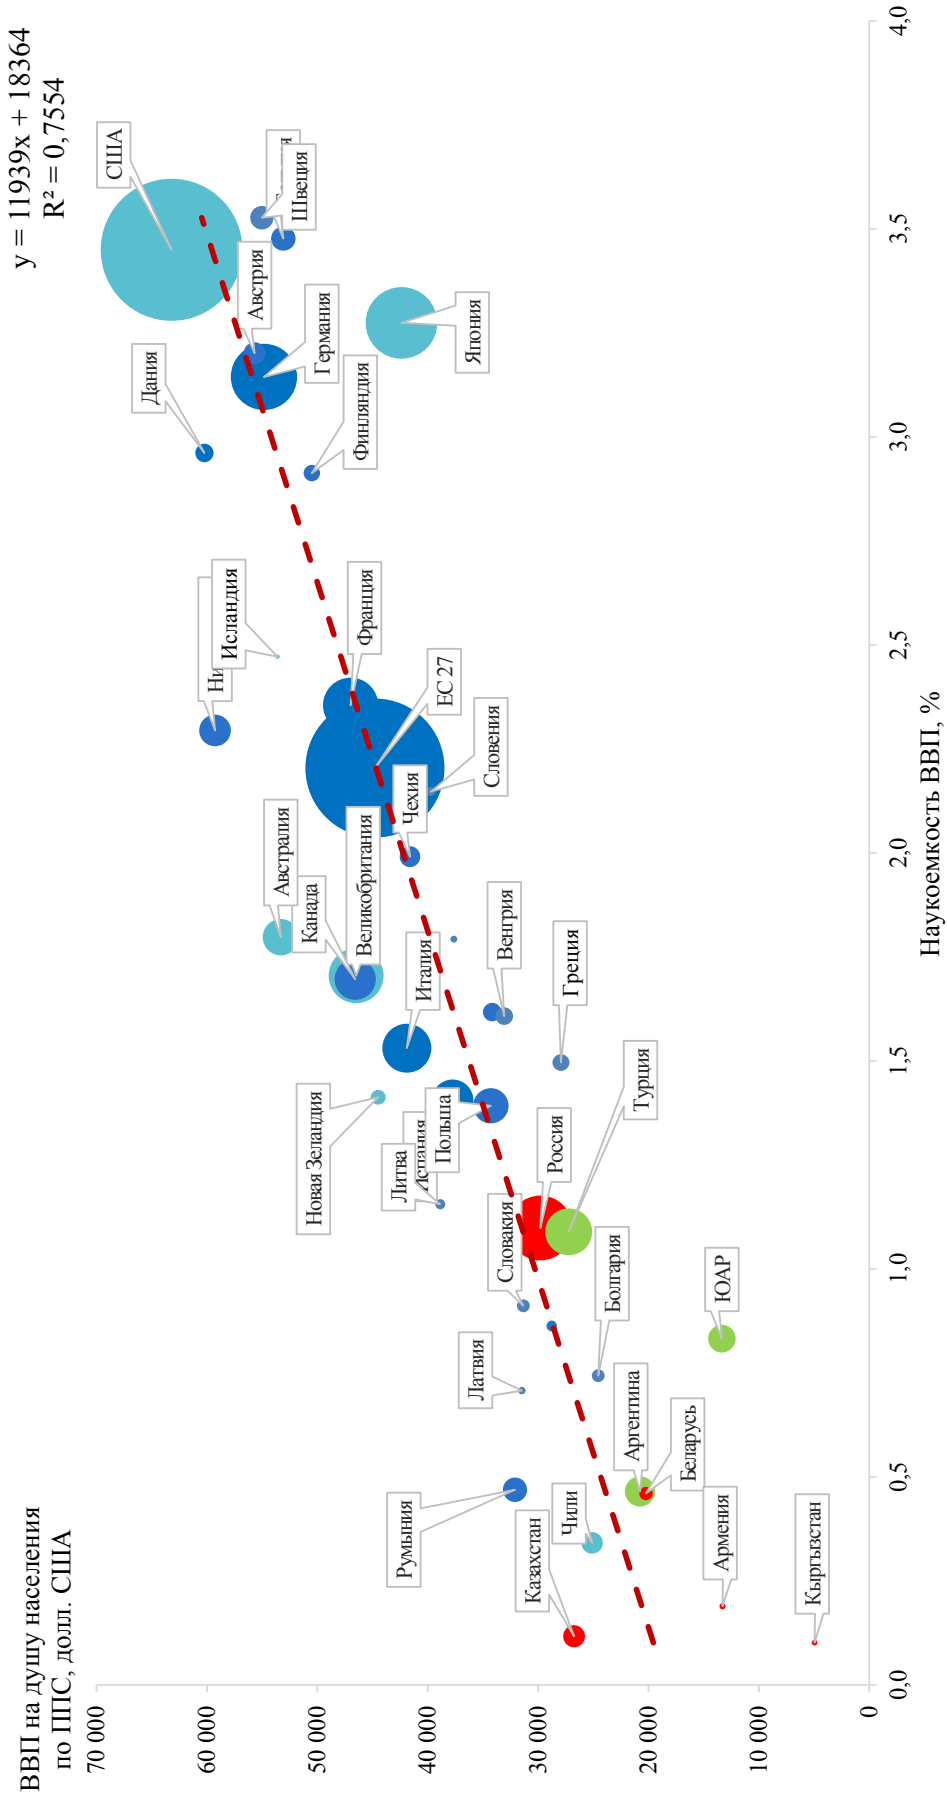 ВВП на душу населения
по ППС, долл. США
y = 11939x + 18364
R² = 0,7554
70 000
60 000
50 000
40 000
30 000
20 000
10 000
0
США
Швеция
Австрия
Германия
Япония
Дания
Финляндия
Исландия
Франция
ЕС 27
Словения
Чехия
Австралия
Канада
Великобритания
Италия
Венгрия
Греция
Новая Зеландия
Литва
Испания
Польша
Россия
Турция
Словакия
Болгария
ЮАР
Латвия
Аргентина
Беларусь
Румыния
Чили
Казахстан
Армения
Кыргызстан
0,0
0,5
1,0
1,5
2,0
2,5
3,0
3,5
4,0
Наукоемкость ВВП, %